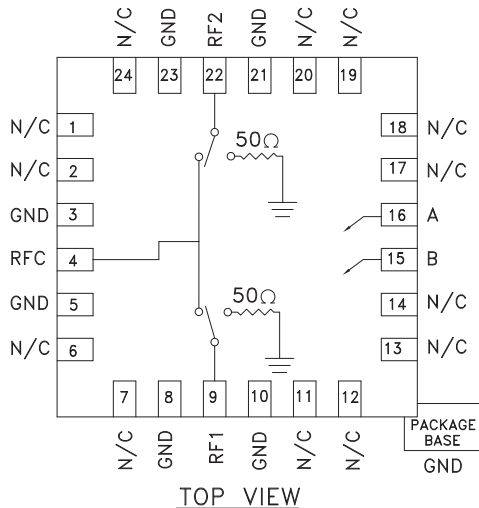 N/C GND RF2 GND N/C N/C
24 23 22 21 20 19
N/C 1 50Ω 18 N/C
N/C 2 17 N/C
GND 3 16 A
RFC 4 15 B
GND 5 50Ω 14 N/C
N/C 6 13 N/C
7 8 9 10 11 12
N/C GND RF1 GND N/C N/C
PACKAGE
BASE
GND
TOP VIEW